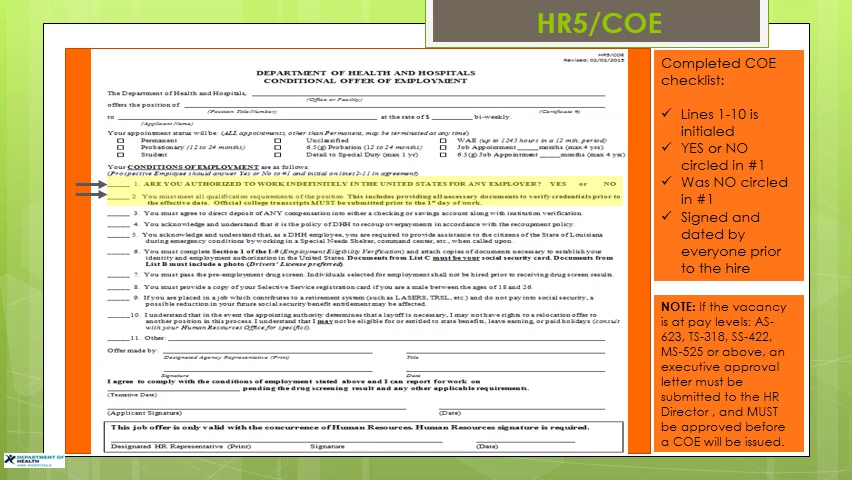 HR5/COE
HR5/COE
Revised: 02/02/2015
DEPARTMENT OF HEALTH AND HOSPITALS
CONDITIONAL OFFER OF EMPLOYMENT
The Department of Health and Hospitals,
(Office or Facility)
offers the position of
(Position Title/Number) (Certificate #)
to at the rate of $ bi-weekly.
(Applicant Name)
Your appointment status will be: (ALL appointments, other than Permanent, may be terminated at any time)
Permanent Unclassified WAE (up to 1245 hours in a 12 month period)
Probationary (12 to 24 months) 6.5(g) Probation (12 to 24 months) Job Appointment _____months (max 4 yrs)
Student Detail to Special Duty (max 1 yr) 6.5(g) Job Appointment _____months (max 4 yrs)
Your CONDITIONS OF EMPLOYMENT are as follows:
(Prospective Employee should answer Yes or No to #1 and initial on lines 2-11 in agreement).
_____ 1. ARE YOU AUTHORIZED TO WORK INDEFINITELY IN THE UNITED STATES FOR ANY EMPLOYER? YES or NO
_____ 2. You must meet all qualification requirements of the position. This includes providing all necessary documents to verify credentials prior to
the effective date. Official college transcripts MUST be submitted prior to the 1st day of work.
_____ 3. You must agree to direct deposit of ANY compensation into either a checking or savings account along with institution verification.
_____ 4. You acknowledge and understand that it is the policy of DHH to recoup overpayments in accordance with the recoupment policy.
_____ 5. You acknowledge and understand that, as a DHH employee, you are required to provide assistance to the citizens of the State of Louisiana
during emergency conditions by working in a Special Needs Shelter, command center, etc., when called upon.
_____ 6. You must complete Section 1 of the I-9 (Employment Eligibility Verification) and attach copies of documents necessary to establish your
identity and employment authorization in the United States. Documents from List C must be your social security card. Documents from
List B must include a photo (Drivers' License preferred).
_____ 7. You must pass the pre-employment drug screen. Individuals selected for employment shall not be hired prior to receiving drug screen results.
_____ 8. You must provide a copy of your Selective Service registration card if you are a male between the ages of 18 and 26.
_____ 9. If you are placed in a job which contributes to a retirement system (such as LASERS, TRSL, etc.) and do not pay into social security, a
possible reduction in your future social security benefit entitlement may be affected.
_____10. I understand that in the event the appointing authority determines that a layoff is necessary, I may not have rights to a relocation offer to
another position in this process. I understand that I may not be eligible for or entitled to state benefits, leave earning, or paid holidays (consult
with your Human Resources Office for specifics).
_____11. Other:
Offer made by:
Designated Agency Representative (Print) Title
Signature Date
I agree to comply with the conditions of employment stated above and I can report for work on
pending the drug screening result and any other applicable requirements.
(Tentative Date)
(Applicant Signature) (Date)
This job offer is only valid with the concurrence of Human Resources. Human Resources signature is required.
Designated HR Representative (Print) Signature (Date)
Completed COE
checklist:
✓ Lines 1-10 is
initialed
✓ YES or NO
circled in #1
✓ Was NO circled
in #1
✓ Signed and
dated by
everyone prior
to the hire
NOTE: If the vacancy
is at pay levels: AS-
623, TS-318, SS-422,
MS-525 or above, an
executive approval
letter must be
submitted to the HR
Director , and MUST
be approved before
a COE will be issued.
DEPARTMENT OF
HEALTH
AND HOSPITALS